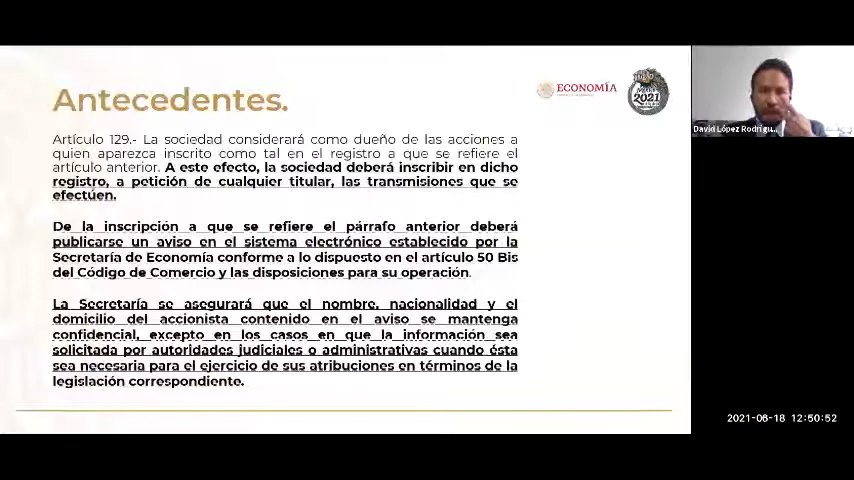 Antecedentes.
ECONOMÍA
México
2021
Artículo 129.- La sociedad considerará como dueño de las acciones a
quien aparezca inscrito como tal en el registro a que se refiere el
artículo anterior. A este efecto, la sociedad deberá inscribir en dicho
registro, a petición de cualquier titular, las transmisiones que se
efectúen.
De la inscripción a que se refiere el párrafo anterior deberá
publicarse un aviso en el sistema electrónico establecido por la
Secretaría de Economía conforme a lo dispuesto en el artículo 50 Bis
del Código de Comercio y las disposiciones para su operación.
La Secretaría se asegurará que el nombre, nacionalidad y el
domicilio del accionista contenido en el aviso se mantenga
confidencial, excepto en los casos en que la información sea
solicitada por autoridades judiciales o administrativas cuando ésta
sea necesaria para el ejercicio de sus atribuciones en términos de la
legislación correspondiente.
David López Rodrígu...
2021-06-18 12:50:52